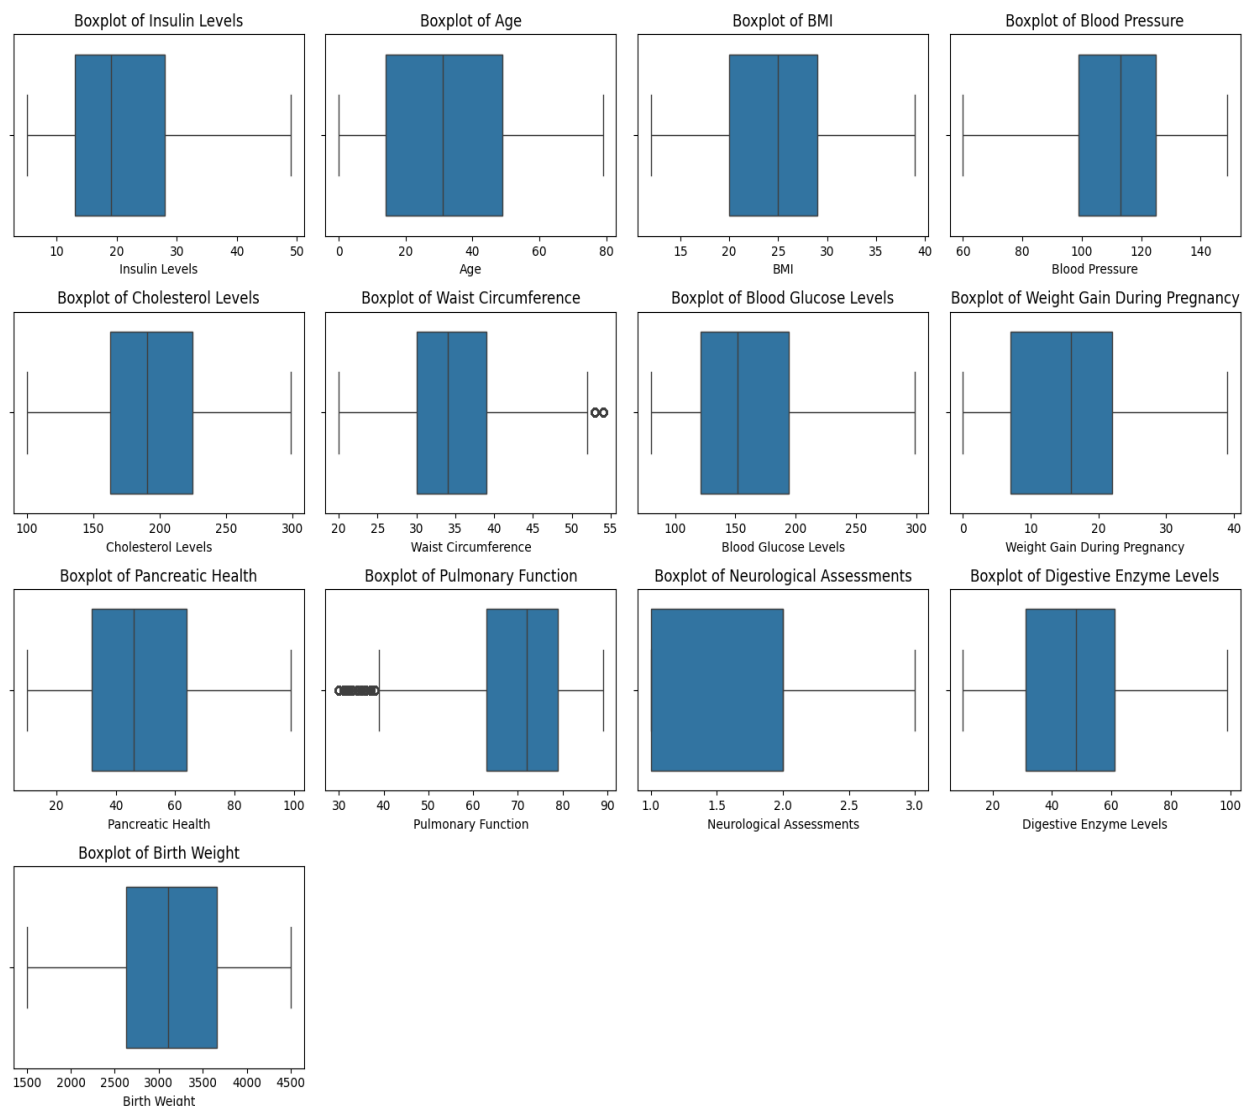 Boxplot of Insulin Levels
Boxplot of Age
Boxplot of BMI
Boxplot of Blood Pressure
10 20 30 40 50
0 20 40 60 80
15 20 25 30 35 40
60 80 100 120 140
Insulin Levels
Age
BMI
Blood Pressure
Boxplot of Cholesterol Levels
Boxplot of Waist Circumference
Boxplot of Blood Glucose Levels
Boxplot of Weight Gain During Pregnancy
100 150 200 250 300
20 25 30 35 40 45 50 55
100 150 200 250 300
0 10 20 30 40
Cholesterol Levels
Waist Circumference
Blood Glucose Levels
Weight Gain During Pregnancy
Boxplot of Pancreatic Health
Boxplot of Pulmonary Function
Boxplot of Neurological Assessments
Boxplot of Digestive Enzyme Levels
20 40 60 80 100
30 40 50 60 70 80 90
1.0 1.5 2.0 2.5 3.0
20 40 60 80 100
Pancreatic Health
Pulmonary Function
Neurological Assessments
Digestive Enzyme Levels
Boxplot of Birth Weight
1500 2000 2500 3000 3500 4000 4500
Birth Weight